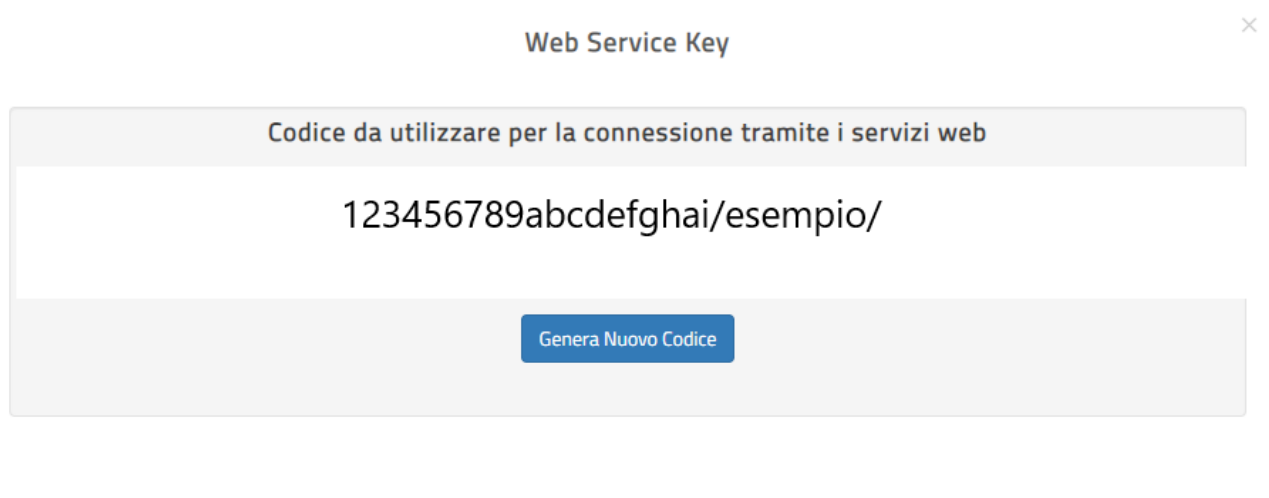 Web Service Key
×
Codice da utilizzare per la connessione tramite i servizi web
123456789abcdefghai/esempio/
Genera Nuovo Codice